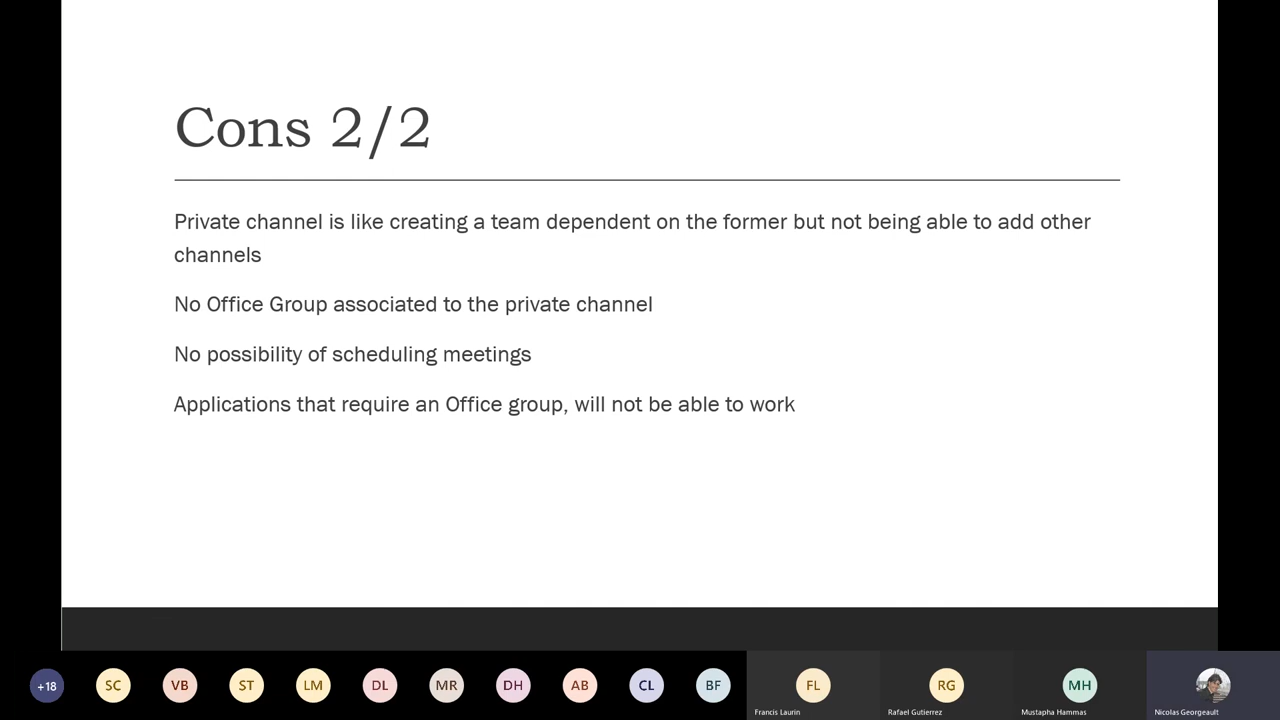 Cons 2/2
Private channel is like creating a team dependent on the former but not being able to add other
channels
No Office Group associated to the private channel
No possibility of scheduling meetings
Applications that require an Office group, will not be able to work
+18 SC VB ST LM DL MR DH AB CL BF FL RG MH
Francis Laurin Rafael Gutierrez Mustapha Hammas Nicolas Georgeault